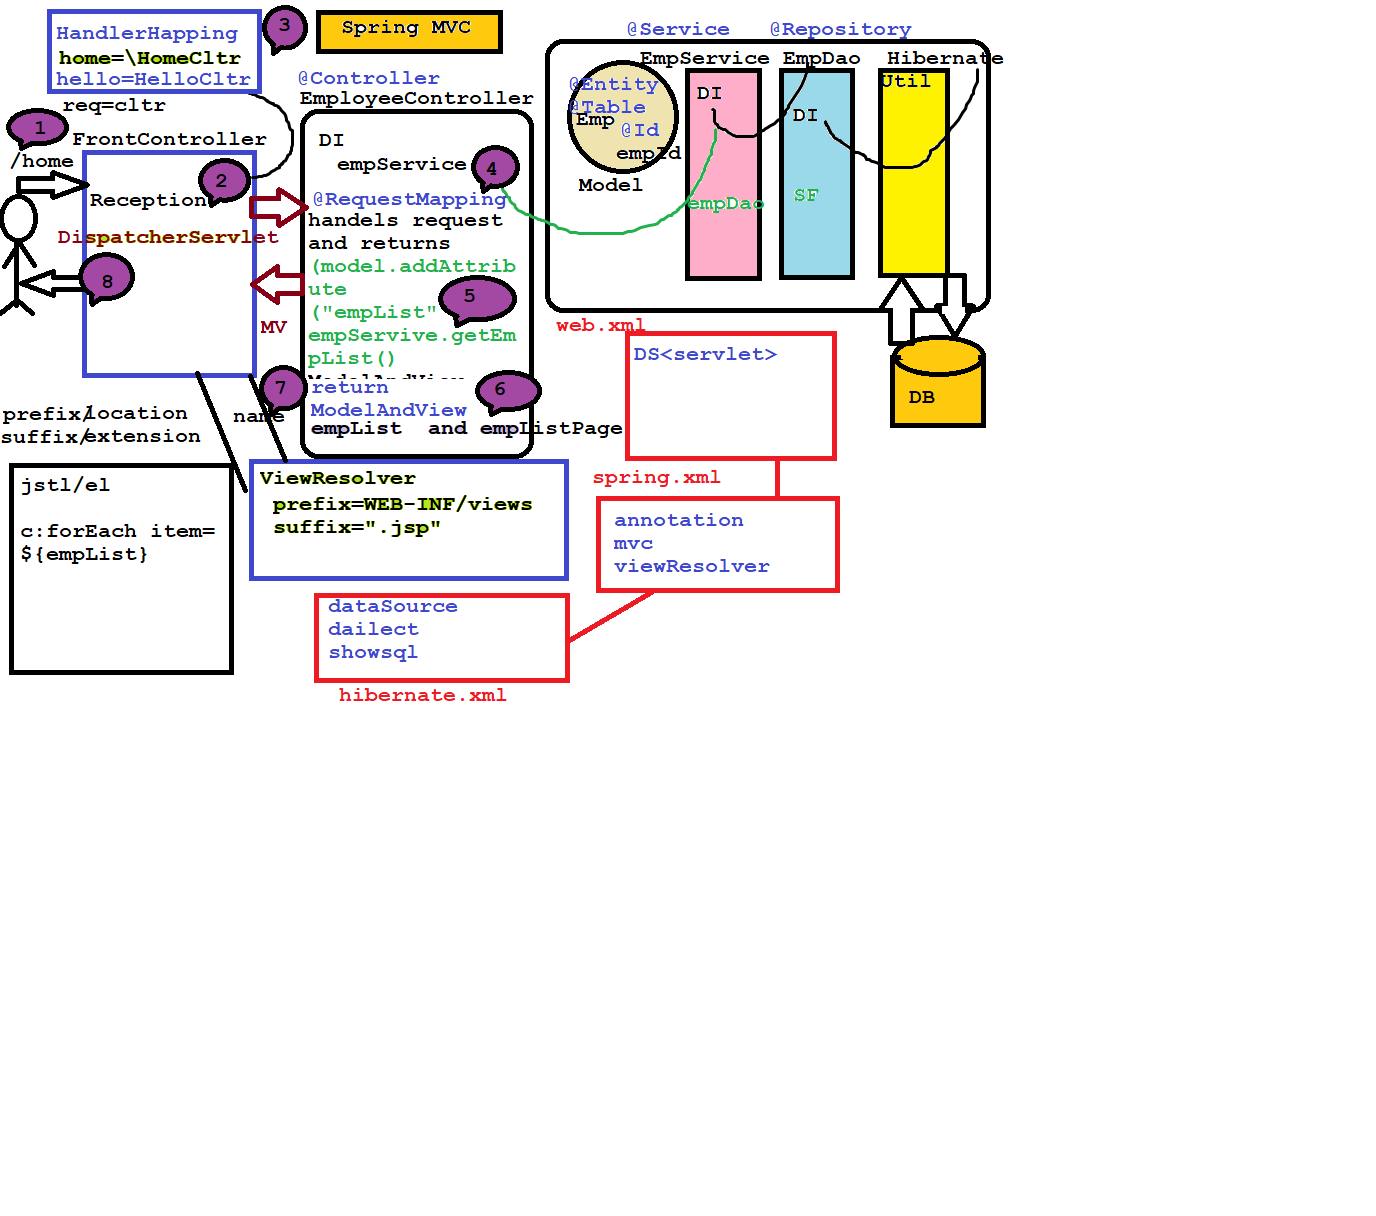 HandlerHapping
home=\HomeCltr
hello=HelloCltr
req=cltr
3
Spring MVC
1
/home
FrontController
2
Reception
DispatcherServlet
8
MV
@Controller
EmployeeController
DI
empService
4
@RequestMapping
handels request
and returns
(model.addAttrib
ute
("empList"
5
empServive.getEm
pList()
return
6
ModelAndView
empList and empListPage
7
name
@Service @Repository
EmpService EmpDao Hibernate
Util
@Entity
@Table
Emp
@Id
empId
Model
DI
empDao
DI
SF
DB
web.xml
DS<servlet>
spring.xml
annotation
mvc
viewResolver
prefix/location
suffix/extension
jstl/el
c:forEach item=
${empList}
ViewResolver
prefix=WEB-INF/views
suffix=".jsp"
dataSource
dailect
showsql
hibernate.xml